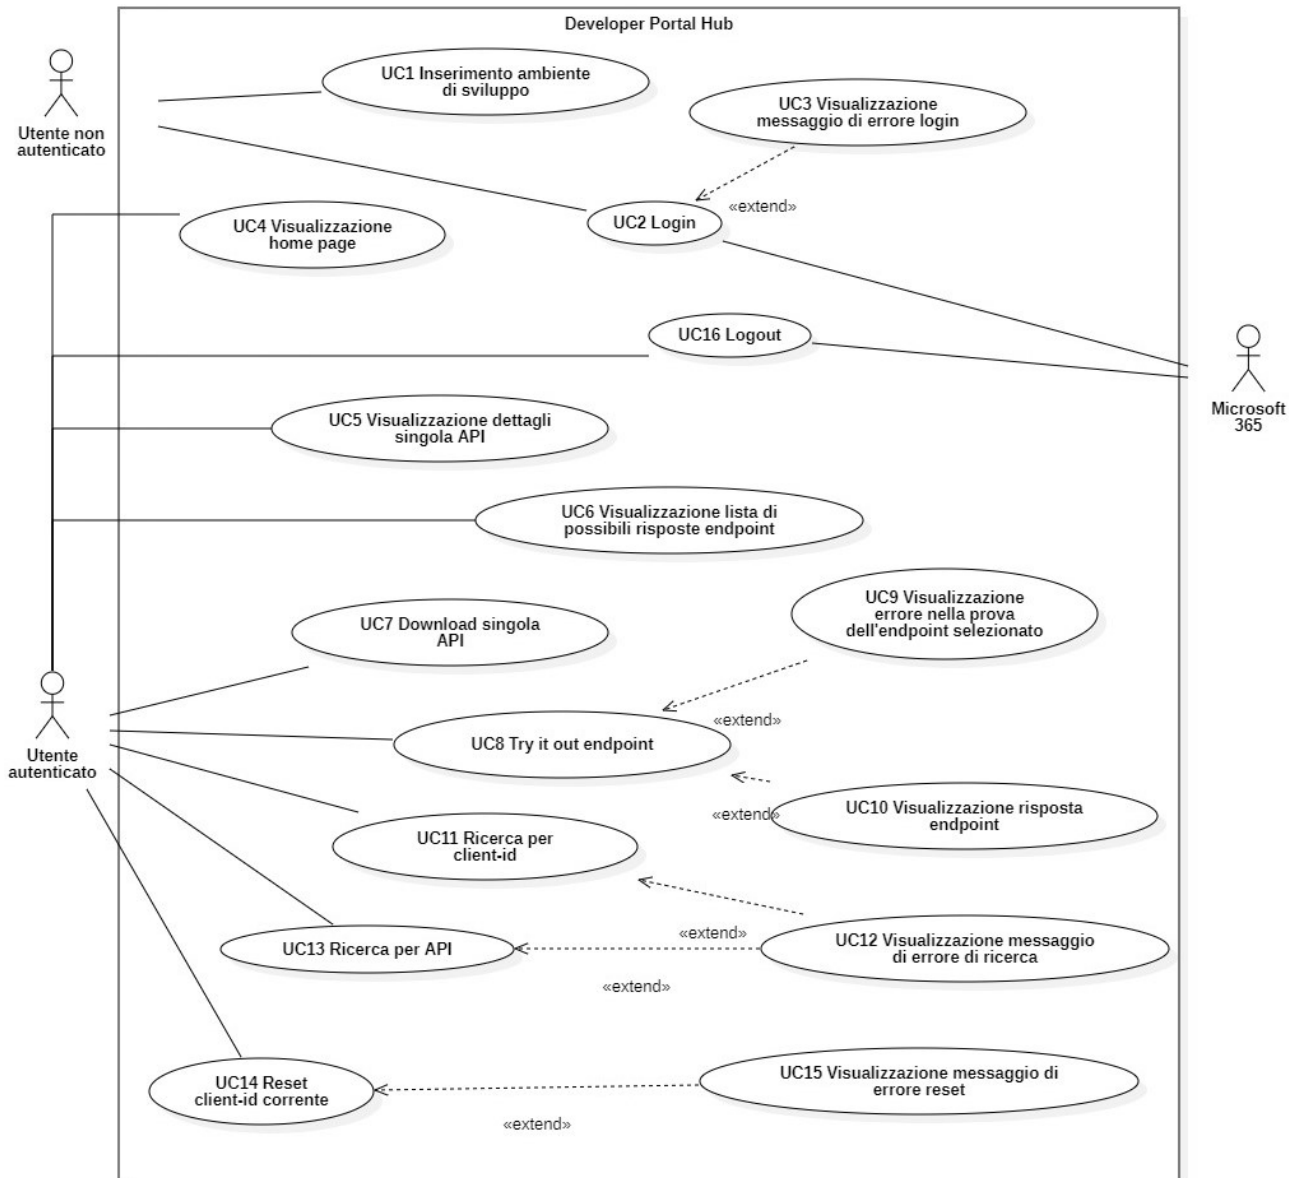 Developer Portal Hub
UC1 Inserimento ambiente
di sviluppo
UC3 Visualizzazione
messaggio di errore login
Utente non
autenticato
«extend»
UC2 Login
UC4 Visualizzazione
home page
UC16 Logout
Microsoft
365
UC5 Visualizzazione dettagli
singola API
UC6 Visualizzazione lista di
possibili risposte endpoint
UC9 Visualizzazione
errore nella prova
dell'endpoint selezionato
UC7 Download singola
API
«extend»
UC8 Try it out endpoint
Utente
autenticato
«extend»
UC10 Visualizzazione risposta
endpoint
UC11 Ricerca per
client-id
«extend»
UC12 Visualizzazione messaggio
di errore di ricerca
UC13 Ricerca per API
«extend»
UC14 Reset
client-id corrente
UC15 Visualizzazione messaggio di
errore reset
«extend»